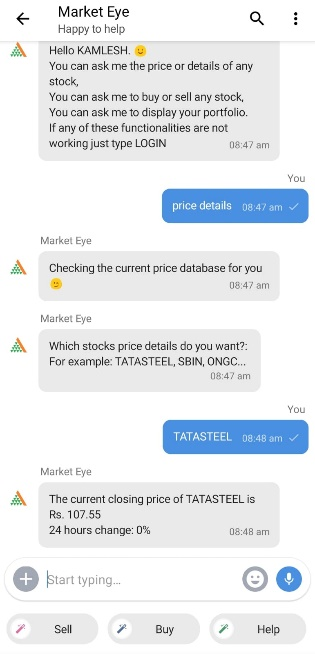 Market Eye
Happy to help
Hello KAMLESH.
You can ask me the price or details of any
stock,
You can ask me to buy or sell any stock,
You can ask me to display your portfolio.
If any of these functionalities are not
working just type LOGIN
08:47 am
You
price details 08:47 am
Market Eye
Checking the current price database for you
08:47 am
Market Eye
Which stocks price details do you want?:
For example: TATASTEEL, SBIN, ONGC...
08:47 am
You
TATASTEEL 08:48 am
Market Eye
The current closing price of TATASTEEL is
Rs. 107.55
24 hours change: 0%
08:48 am
Start typing...
Sell Buy Help